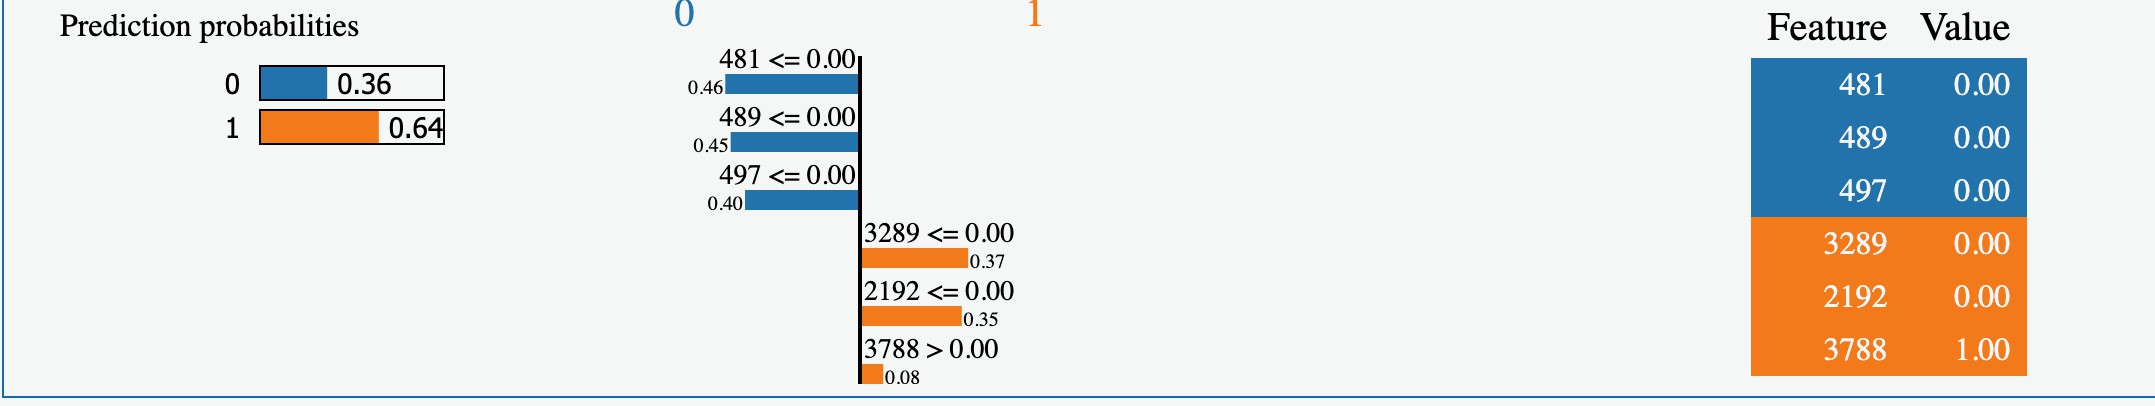 Prediction probabilities
0 0.36
1 0.64
0 1
481 <= 0.00
0.46
489 <= 0.00
0.45
497 <= 0.00
0.40
3289 <= 0.00
0.37
2192 <= 0.00
0.35
3788 > 0.00
0.08
Feature Value
481 0.00
489 0.00
497 0.00
3289 0.00
2192 0.00
3788 1.00